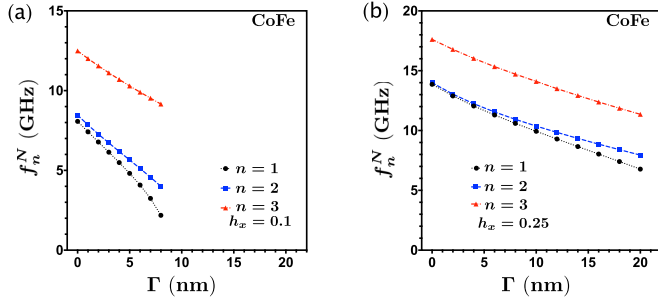 (a)
CoFe
15
10
5
0
f_n^N (GHz)
n = 1
n = 2
n = 3
h_x = 0.1
0 5 10 15 20
Γ (nm)
(b)
CoFe
20
15
10
5
0
f_n^N (GHz)
n = 1
n = 2
n = 3
h_x = 0.25
0 5 10 15 20
Γ (nm)